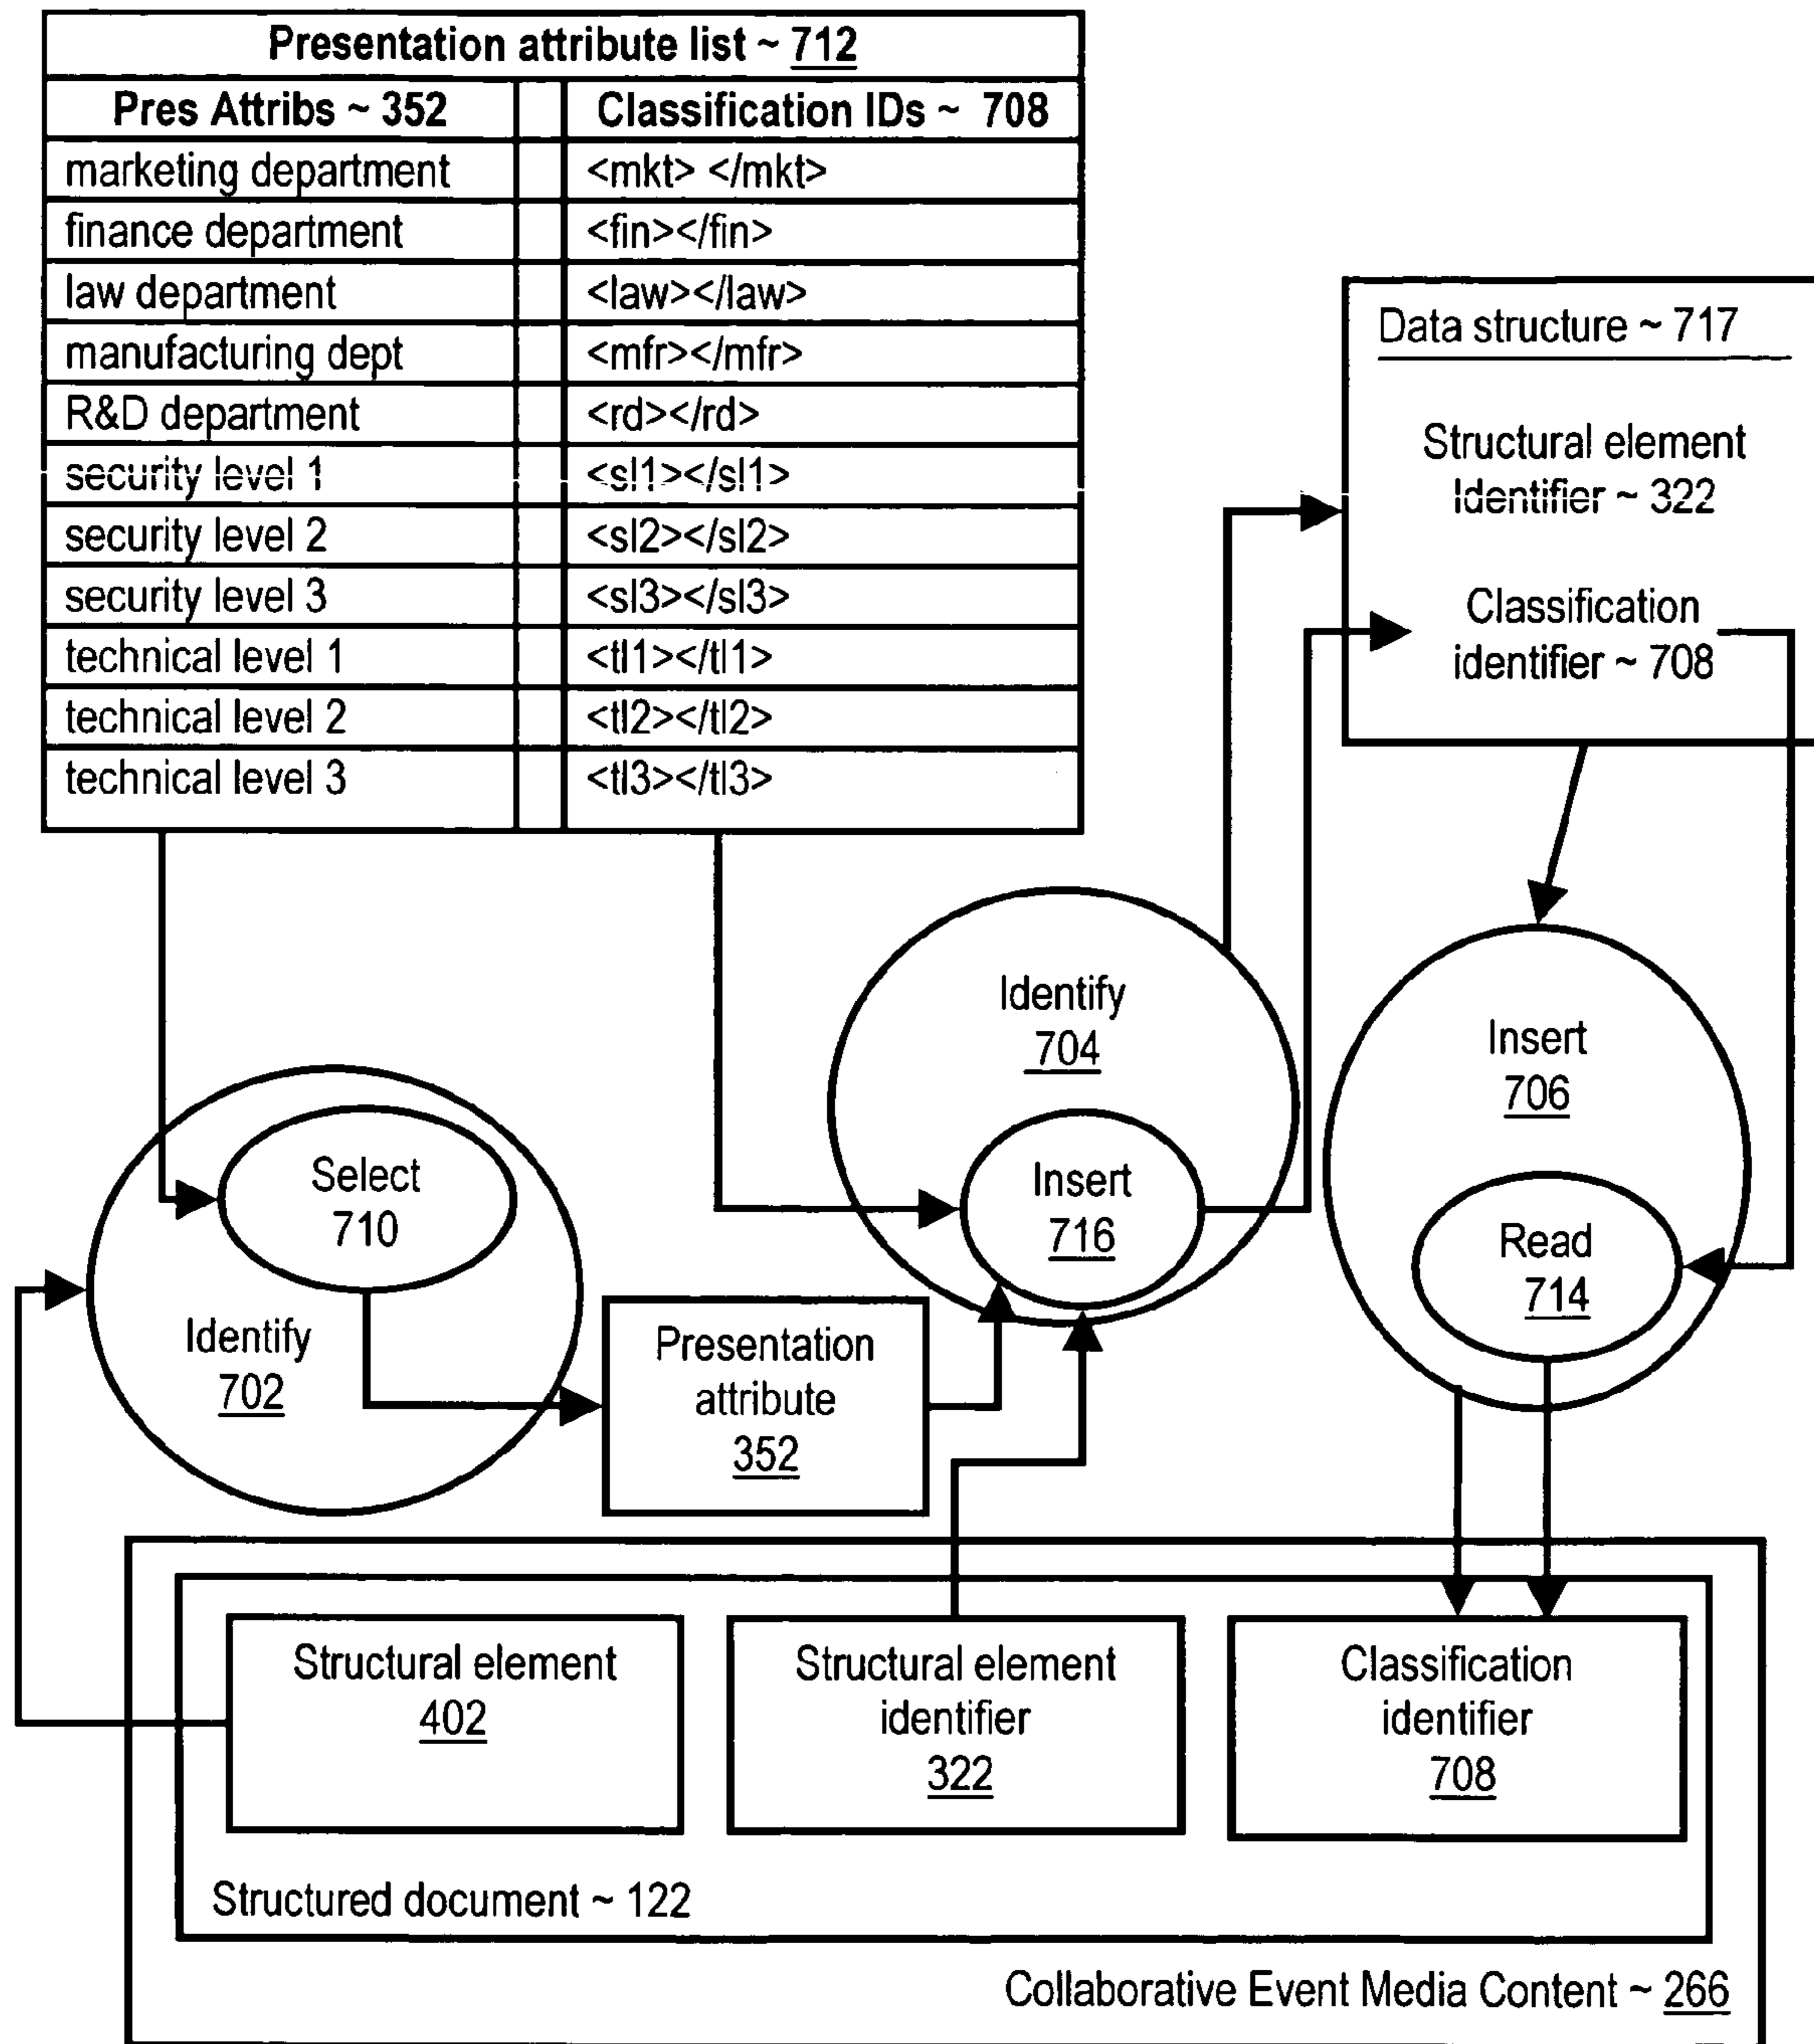 Presentation attribute list ~ 712
Pres Attribs ~ 352 Classification IDs ~ 708
marketing department <mkt> </mkt>
finance department <fin></fin>
law department <law></law>
manufacturing dept <mfr></mfr>
R&D department <rd></rd>
security level 1 <sl1></sl1>
security level 2 <sl2></sl2>
security level 3 <sl3></sl3>
technical level 1 <tl1></tl1>
technical level 2 <tl2></tl2>
technical level 3 <tl3></tl3>
Data structure ~ 717
Structural element
Identifier ~ 322
Classification
identifier ~ 708
Identify
704
Insert
716
Insert
706
Read
714
Select
710
Identify
702
Presentation
attribute
352
Structural element
402
Structural element
identifier
322
Classification
identifier
708
Structured document ~ 122
Collaborative Event Media Content ~ 266